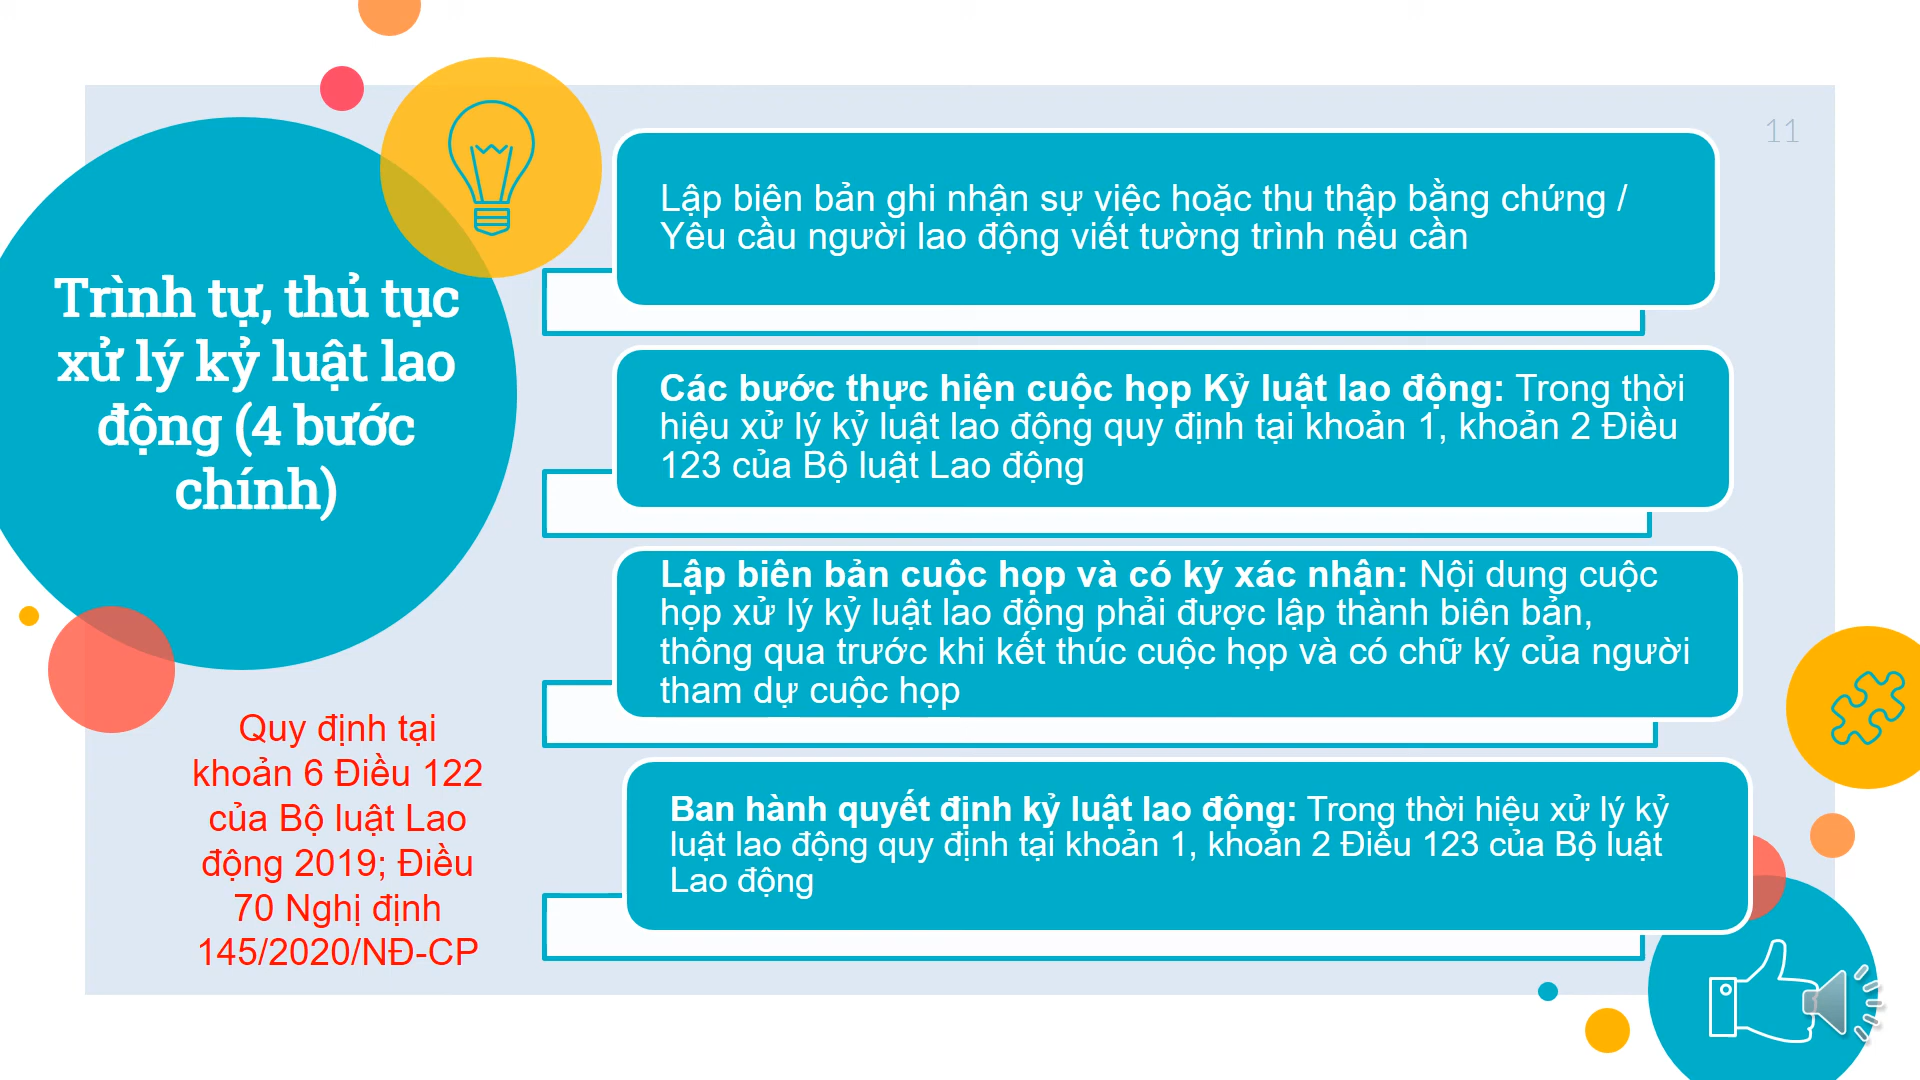 11
Trình tự, thủ tục
xử lý kỷ luật lao
động (4 bước
chính)
Lập biên bản ghi nhận sự việc hoặc thu thập bằng chứng /
Yêu cầu người lao động viết tường trình nếu cần
Các bước thực hiện cuộc họp Kỷ luật lao động: Trong thời
hiệu xử lý kỷ luật lao động quy định tại khoản 1, khoản 2 Điều
123 của Bộ luật Lao động
Lập biên bản cuộc họp và có ký xác nhận: Nội dung cuộc
họp xử lý kỷ luật lao động phải được lập thành biên bản,
thông qua trước khi kết thúc cuộc họp và có chữ ký của người
tham dự cuộc họp
Ban hành quyết định kỷ luật lao động: Trong thời hiệu xử lý kỷ
luật lao động quy định tại khoản 1, khoản 2 Điều 123 của Bộ luật
Lao động
Quy định tại
khoản 6 Điều 122
của Bộ luật Lao
động 2019; Điều
70 Nghị định
145/2020/NĐ-CP